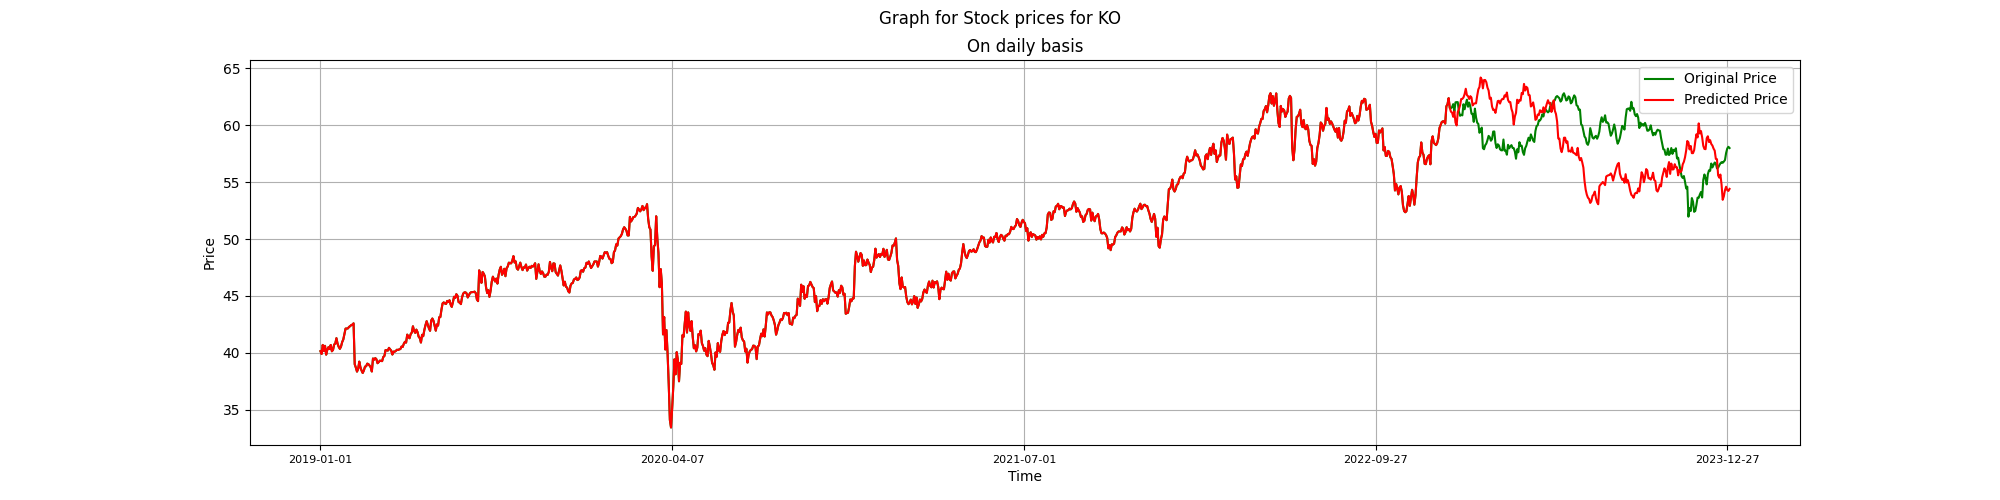 Graph for Stock prices for KO
On daily basis
65
60
55
50
45
40
35
Price
Original Price
Predicted Price
2019-01-01 2020-04-07 2021-07-01 2022-09-27 2023-12-27
Time